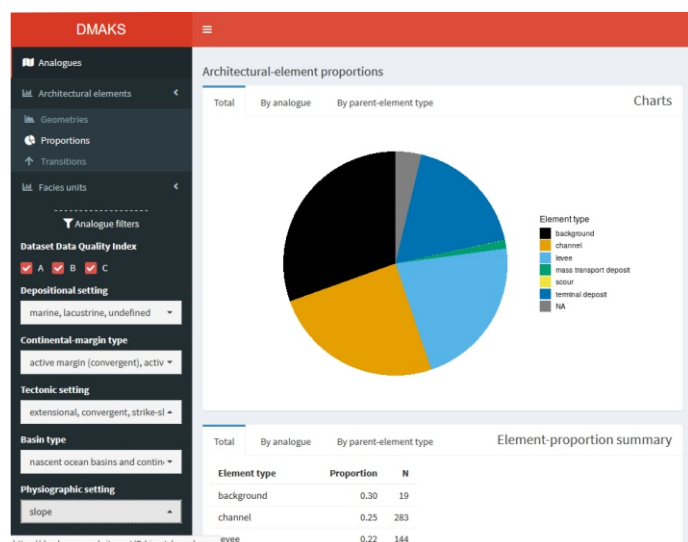 DMAKS
Analogues
Architectural elements
Geometries
Proportions
Transitions
Facies units
Analogue filters
Dataset Data Quality Index
A B C
Depositional setting
marine, lacustrine, undefined
Continental-margin type
active margin (convergent), activ
Tectonic setting
extensional, convergent, strike-sl
Basin type
nascent ocean basins and contin
Physiographic setting
slope
Architectural-element proportions
Total By analogue By parent-element type Charts
Element type
background
channel
levee
mass transport deposit
scour
terminal deposit
NA
Total By analogue By parent-element type Element-proportion summary
Element type Proportion N
background 0.30 19
channel 0.25 283
levee 0.22 144